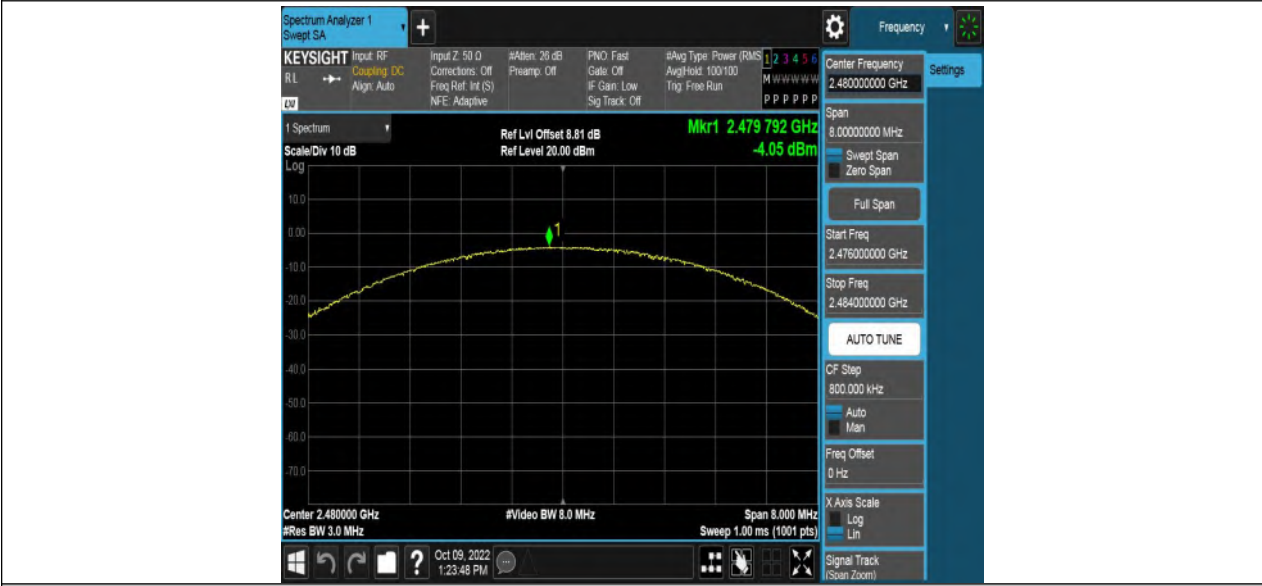 Spectrum Analyzer 1
Swept SA
+
Frequency
KEYSIGHT
RL
LXI
Input: RF
Coupling: DC
Align: Auto
Input Z: 50 Ω
Corrections: Off
Freq Ref: Int (S)
NFE: Adaptive
#Atten: 26 dB
Preamp: Off
PNO: Fast
Gate: Off
IF Gain: Low
Sig Track: Off
#Avg Type: Power (RMS
Avg|Hold: 100/100
Trig: Free Run
1 2 3 4 5 6
M W W W W W
P P P P P P
1 Spectrum
Scale/Div 10 dB
Ref Lvl Offset 8.81 dB
Ref Level 20.00 dBm
Mkr1 2.479 792 GHz
-4.05 dBm
Log
10.0
0.00
-10.0
-20.0
-30.0
-40.0
-50.0
-60.0
-70.0
1
Center 2.480000 GHz
#Res BW 3.0 MHz
#Video BW 8.0 MHz
Span 8.000 MHz
Sweep 1.00 ms (1001 pts)
Center Frequency
2.480000000 GHz
Settings
Span
8.00000000 MHz
Swept Span
Zero Span
Full Span
Start Freq
2.476000000 GHz
Stop Freq
2.484000000 GHz
AUTO TUNE
CF Step
800.000 kHz
Auto
Man
Freq Offset
0 Hz
X Axis Scale
Log
Lin
Signal Track
(Span Zoom)
?
Oct 09, 2022
1:23:48 PM